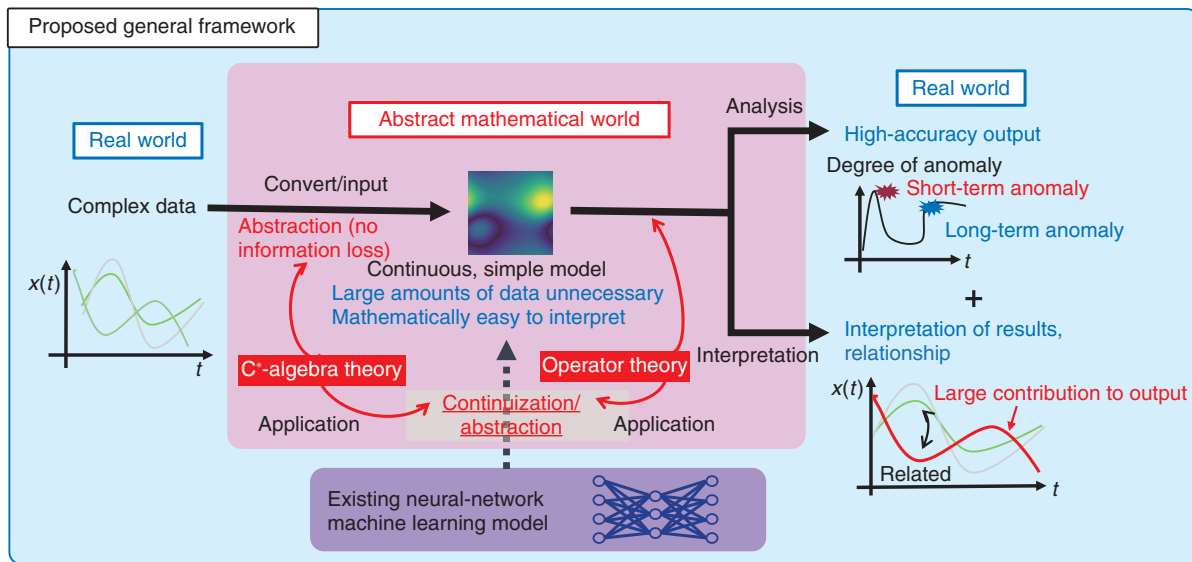 Proposed general framework
Real world
Complex data
x(t)
t
Abstract mathematical world
Convert/input
Abstraction (no
information loss)
Continuous, simple model
Large amounts of data unnecessary
Mathematically easy to interpret
C*-algebra theory
Operator theory
Application
Continuization/
abstraction
Application
Existing neural-network
machine learning model
Analysis
Interpretation
Real world
High-accuracy output
Degree of anomaly
Short-term anomaly
Long-term anomaly
t
+
Interpretation of results,
relationship
x(t)
Large contribution to output
Related
t